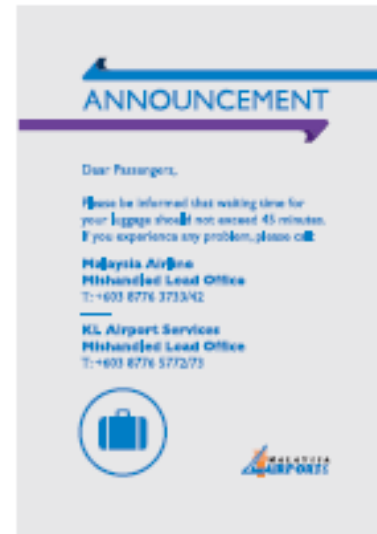 ANNOUNCEMENT
Dear Passengers,
Please be informed that waiting time for
your luggage should not exceed 45 minutes.
If you experience any problem, please call:
Malaysia Airline
Mishandled Load Office
T: +603 8776 3733/42
KL Airport Services
Mishandled Load Office
T: +603 8776 5772/73
MALAYSIA
AIRPORTS